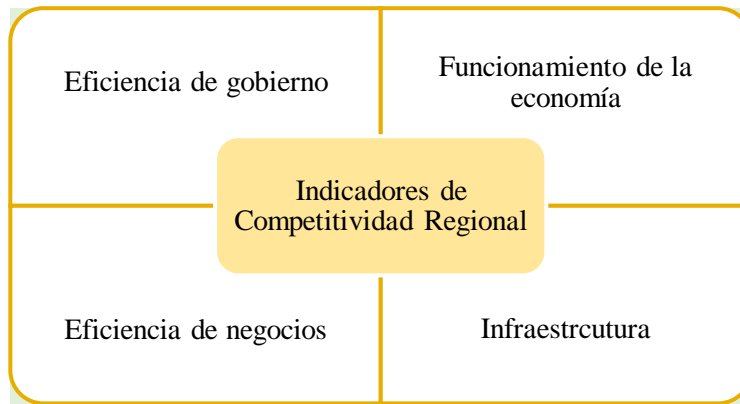 Eficiencia de gobierno
Funcionamiento de la
economía
Indicadores de
Competitividad Regional
Eficiencia de negocios
Infraestrcutura